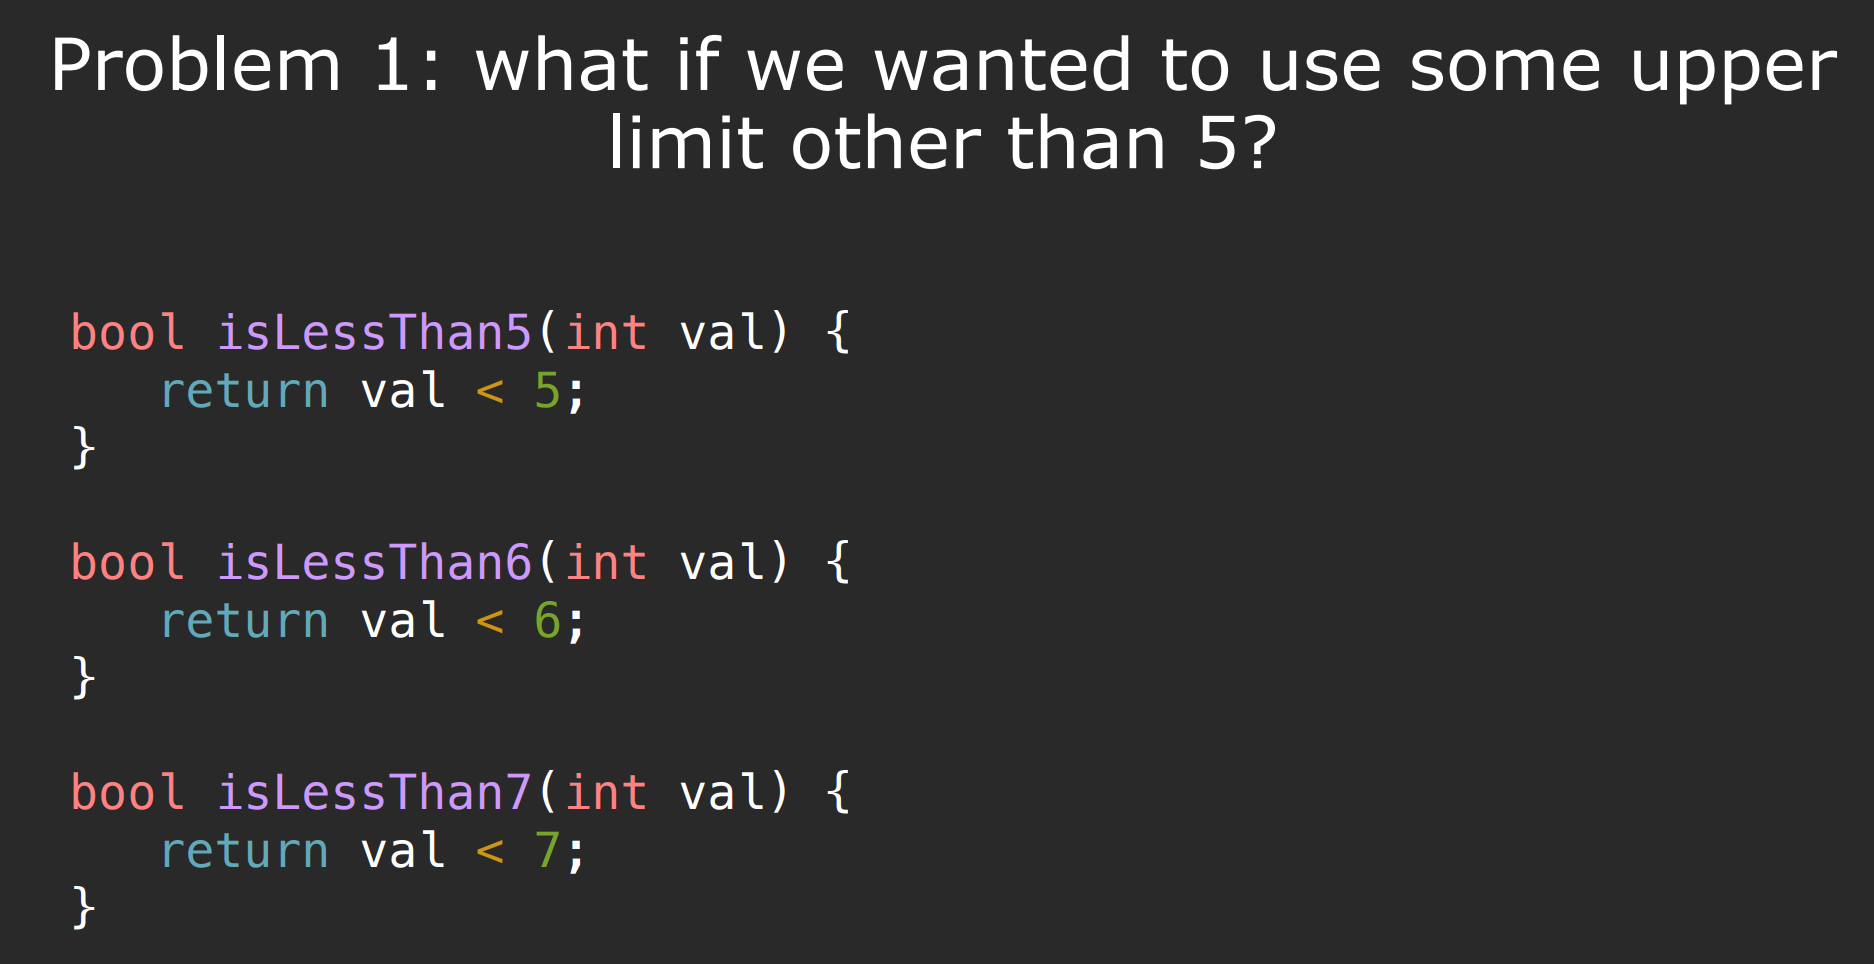 Problem 1: what if we wanted to use some upper
limit other than 5?
bool isLessThan5(int val) {
   return val < 5;
}
bool isLessThan6(int val) {
   return val < 6;
}
bool isLessThan7(int val) {
   return val < 7;
}